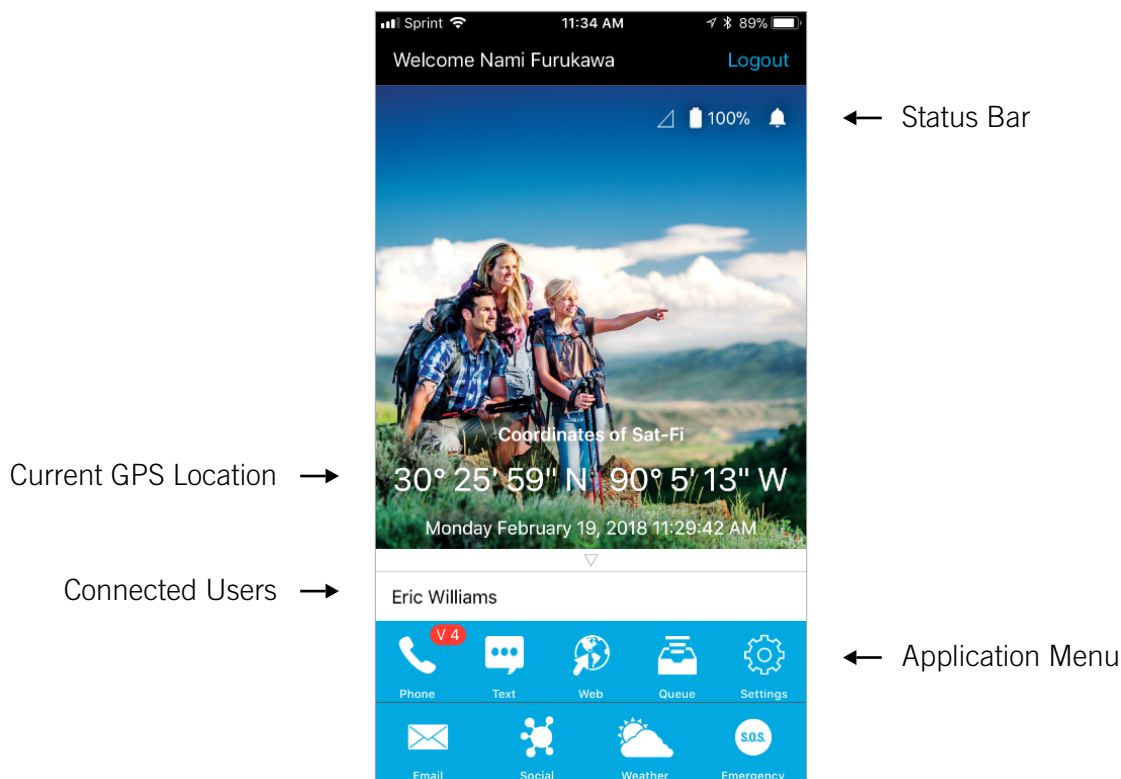 Sprint 11:34 AM 89%
Welcome Nami Furukawa Logout
100% Status Bar
Coordinates of Sat-Fi
Current GPS Location 30° 25' 59" N 90° 5' 13" W
Monday February 19, 2018 11:29:42 AM
Connected Users Eric Williams
V 4
Application Menu
Phone Text Web Queue Settings
S.O.S.
Email Social Weather Emergency